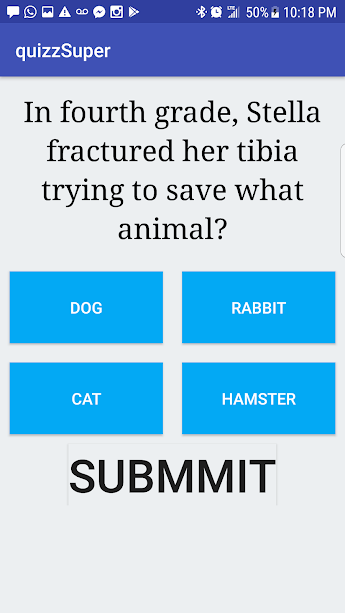 LTE 50% 10:18 PM
quizzSuper
In fourth grade, Stella
fractured her tibia
trying to save what
animal?
DOG RABBIT
CAT HAMSTER
SUBMMIT